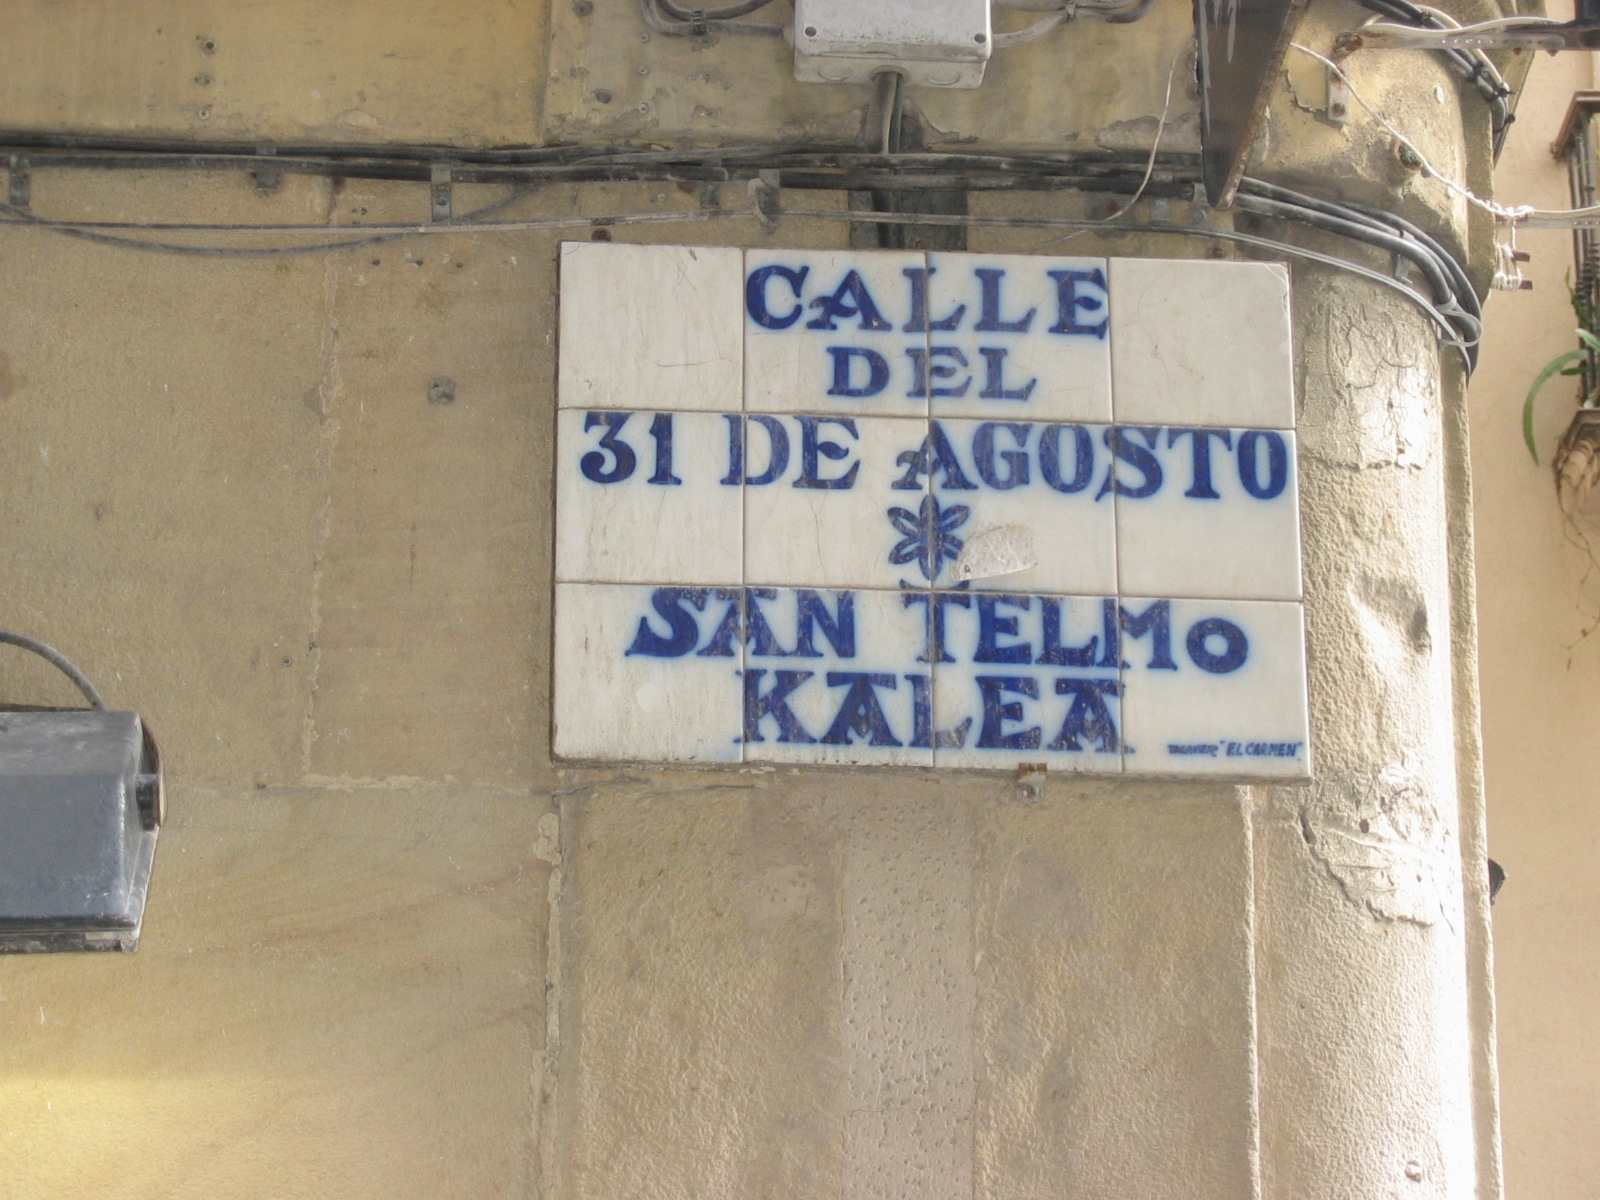 CALLE
DEL
31 DE AGOSTO
SAN TELMO
KALEA
"EL CARMEN"